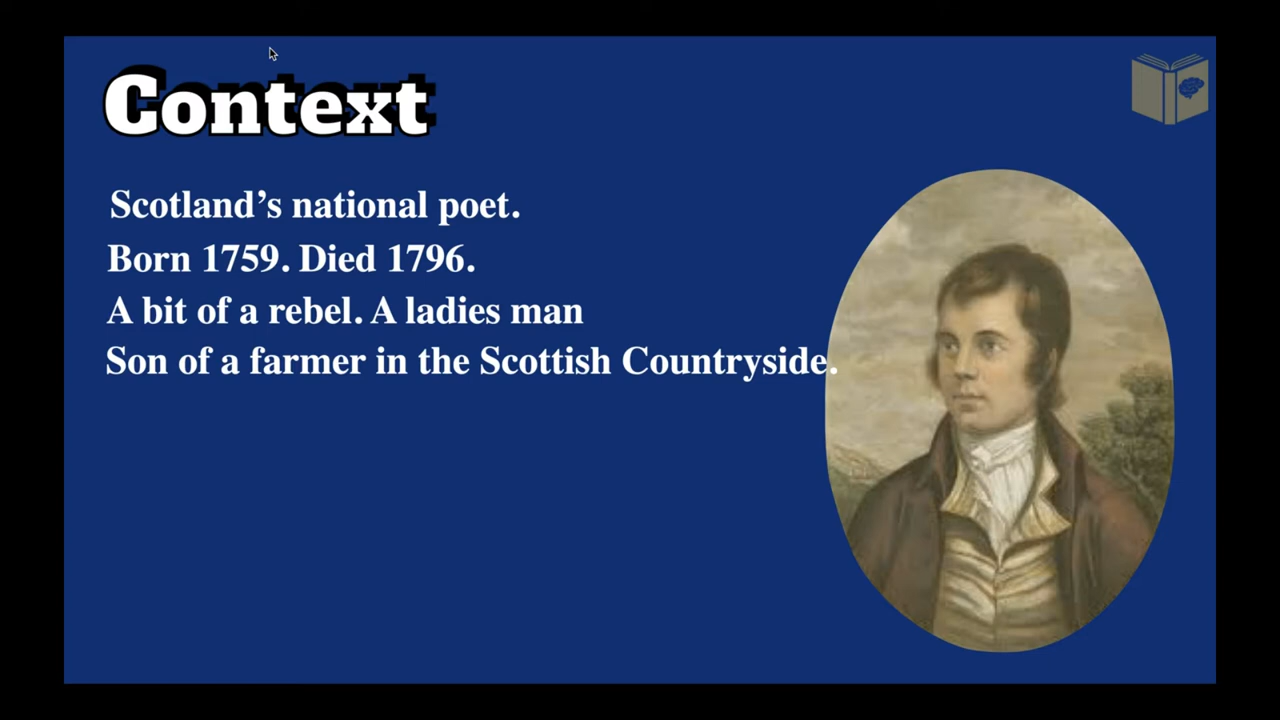 Context
Scotland’s national poet.
Born 1759. Died 1796.
A bit of a rebel. A ladies man
Son of a farmer in the Scottish Countryside.